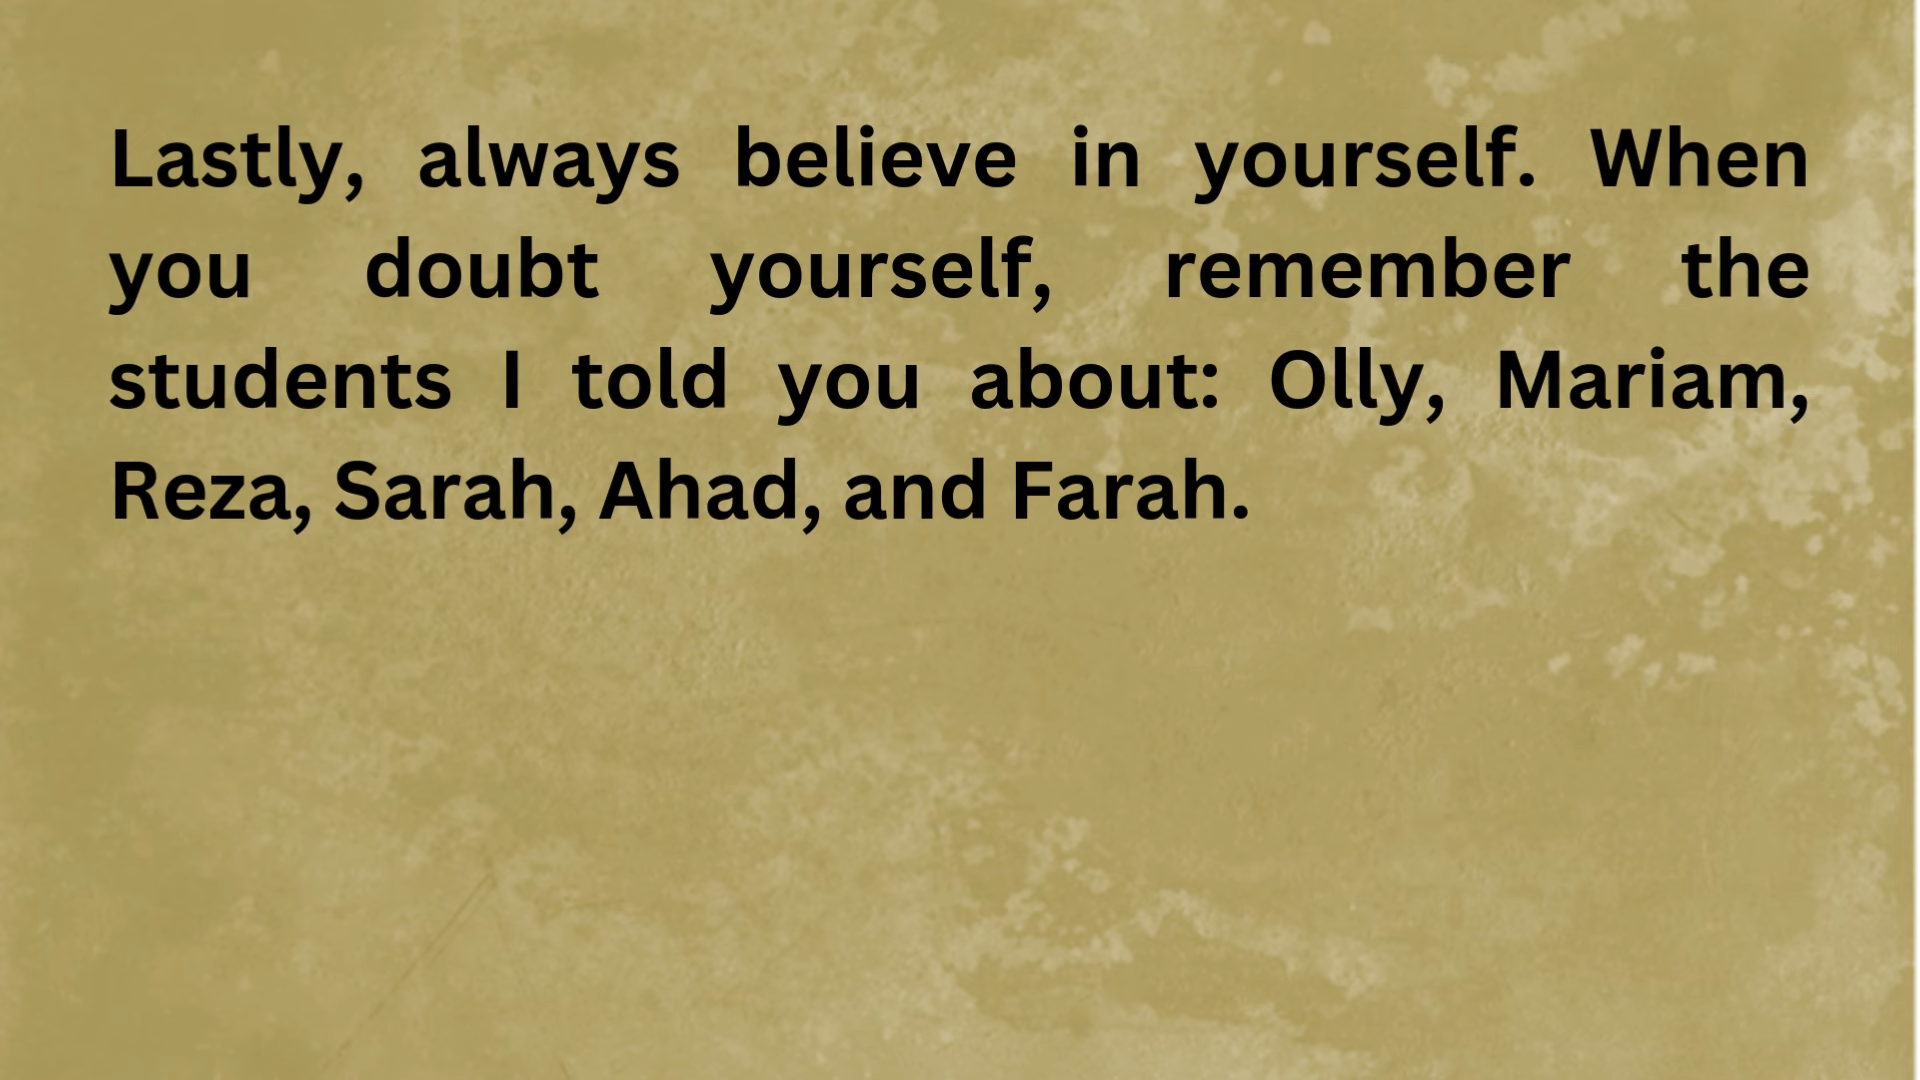 Lastly, always believe in yourself. When
you doubt yourself, remember the
students I told you about: Olly, Mariam,
Reza, Sarah, Ahad, and Farah.